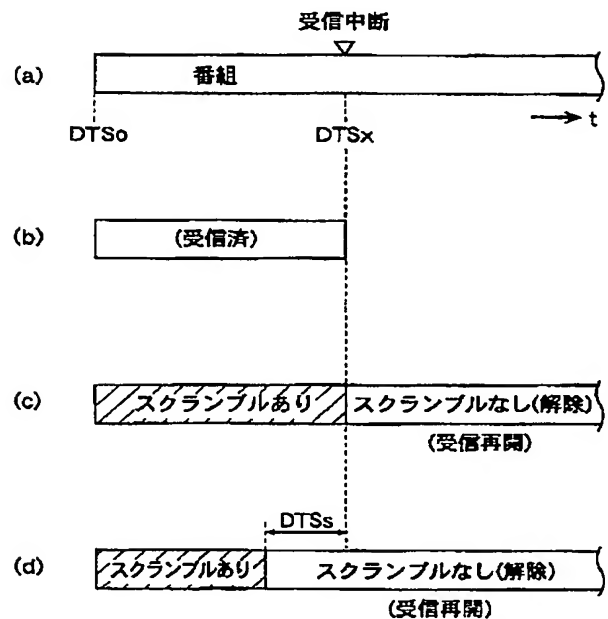 受信中断
(a) 番組
DTSo DTSx → t
(b) (受信済)
(c) スクランブルあり スクランブルなし(解除)
(受信再開)
DTSs
(d) スクランブルあり スクランブルなし(解除)
(受信再開)